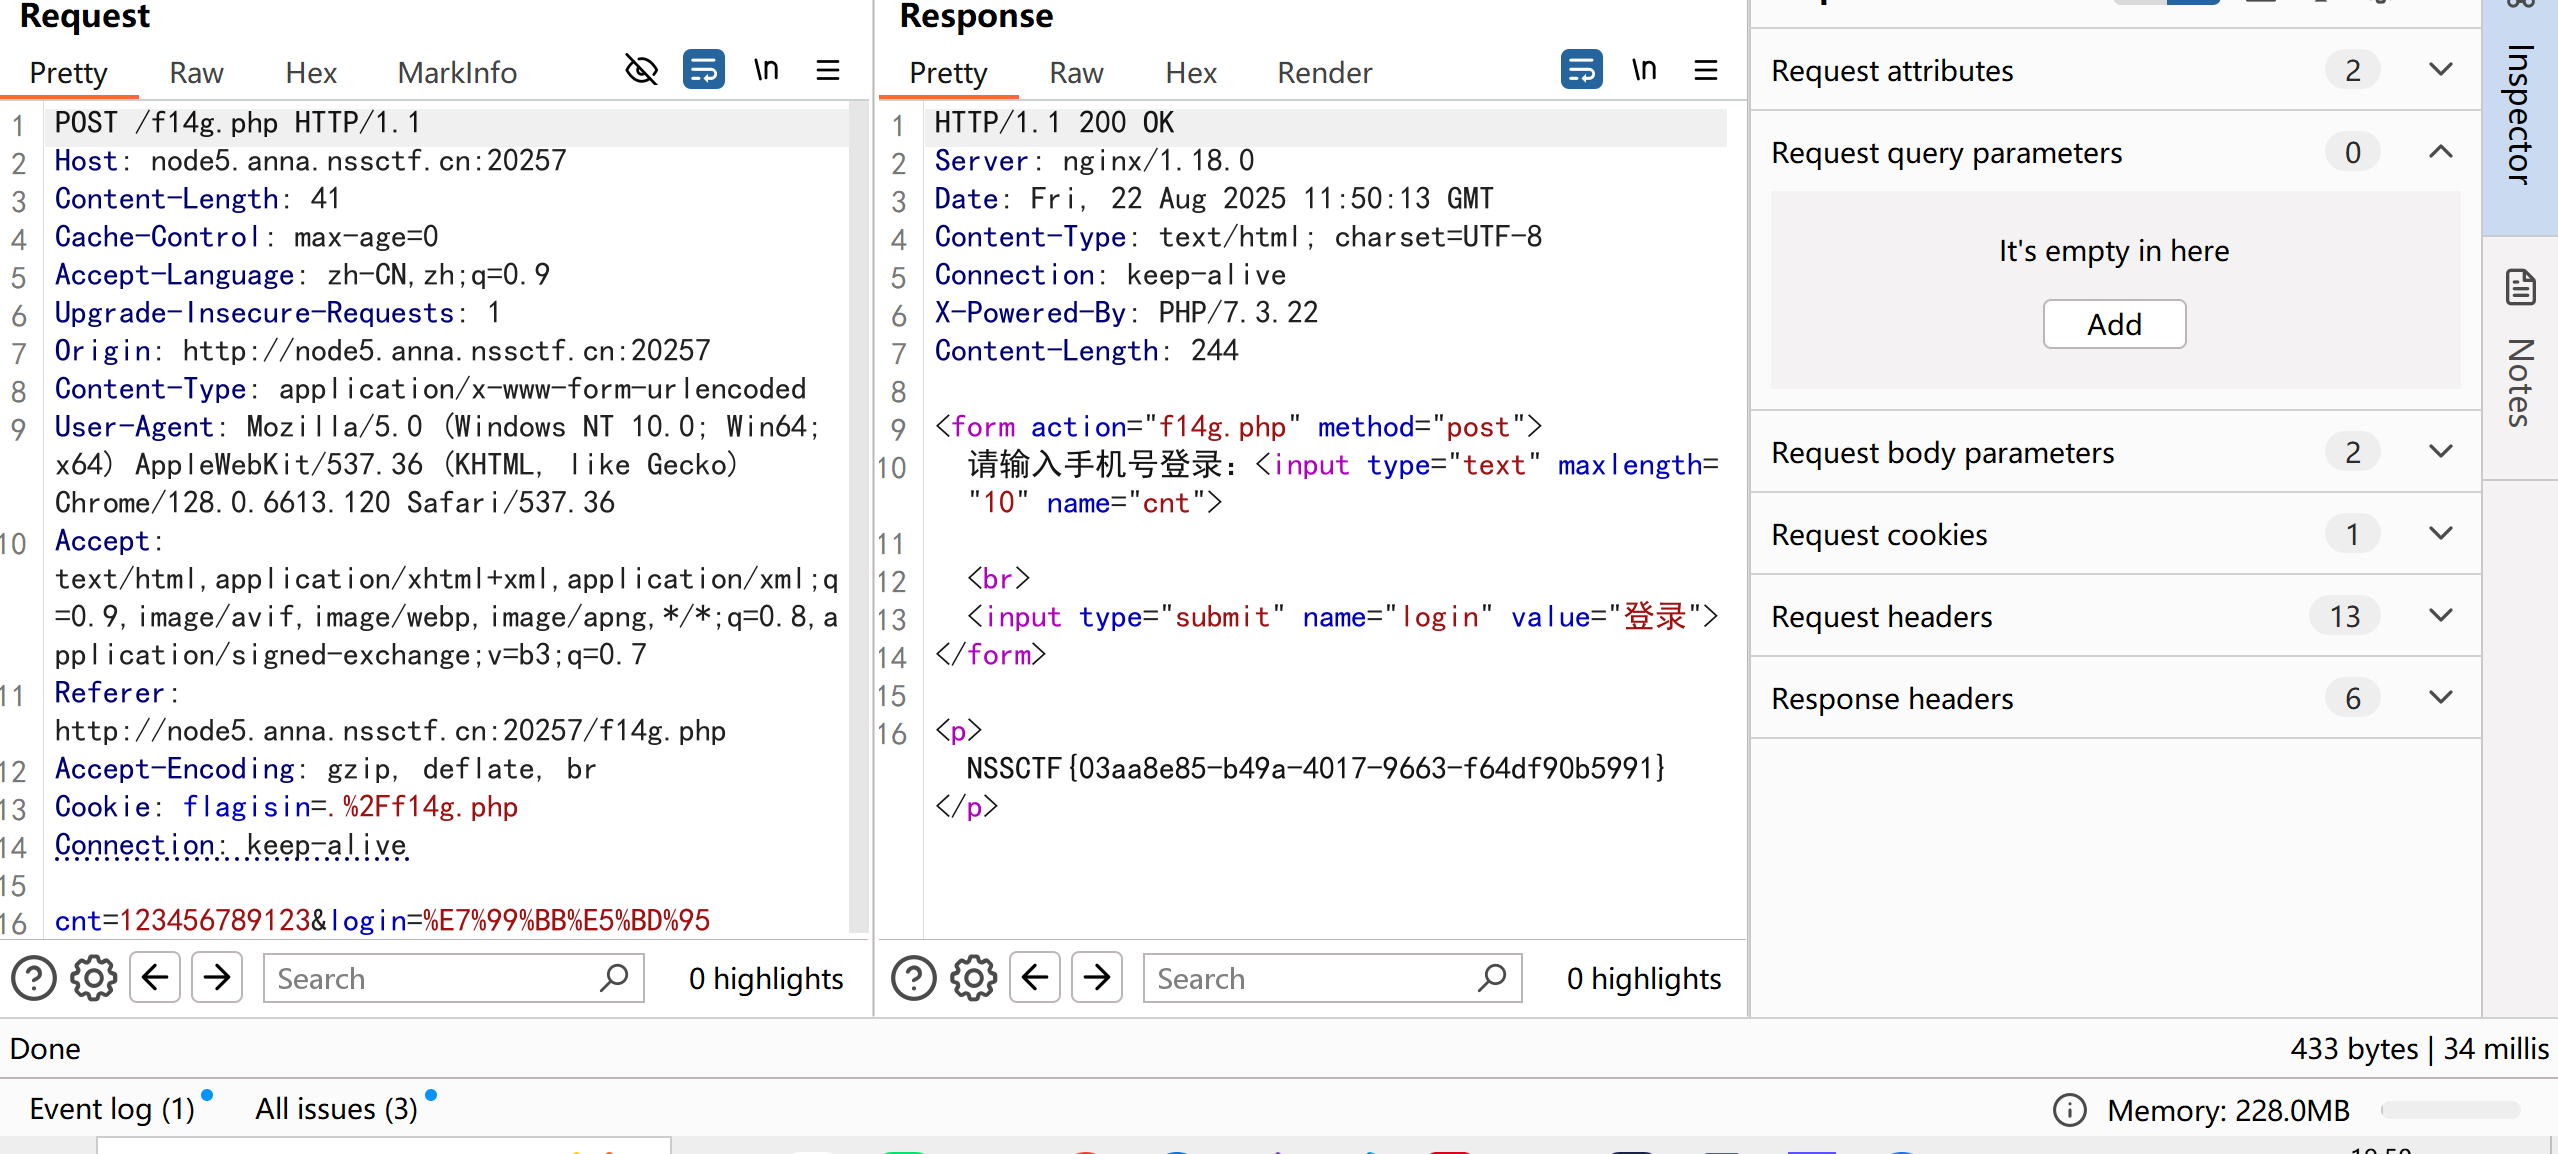 Request
Pretty Raw Hex MarkInfo \n
1 POST /f14g.php HTTP/1.1
2 Host: node5.anna.nssctf.cn:20257
3 Content-Length: 41
4 Cache-Control: max-age=0
5 Accept-Language: zh-CN,zh;q=0.9
6 Upgrade-Insecure-Requests: 1
7 Origin: http://node5.anna.nssctf.cn:20257
8 Content-Type: application/x-www-form-urlencoded
9 User-Agent: Mozilla/5.0 (Windows NT 10.0; Win64;
x64) AppleWebKit/537.36 (KHTML, like Gecko)
Chrome/128.0.6613.120 Safari/537.36
10 Accept:
text/html,application/xhtml+xml,application/xml;q
=0.9,image/avif,image/webp,image/apng,*/*;q=0.8,a
pplication/signed-exchange;v=b3;q=0.7
11 Referer:
http://node5.anna.nssctf.cn:20257/f14g.php
12 Accept-Encoding: gzip, deflate, br
13 Cookie: flagisin=.%2Ff14g.php
14 Connection: keep-alive
15
16 cnt=123456789123&login=%E7%99%BB%E5%BD%95
Search 0 highlights
Response
Pretty Raw Hex Render \n
1 HTTP/1.1 200 OK
2 Server: nginx/1.18.0
3 Date: Fri, 22 Aug 2025 11:50:13 GMT
4 Content-Type: text/html; charset=UTF-8
5 Connection: keep-alive
6 X-Powered-By: PHP/7.3.22
7 Content-Length: 244
8
9 <form action="f14g.php" method="post">
10 请输入手机号登录：<input type="text" maxlength=
"10" name="cnt">
11
12 <br>
13 <input type="submit" name="login" value="登录">
14 </form>
15
16 <p>
NSSCTF{03aa8e85-b49a-4017-9663-f64df90b5991}
</p>
Search 0 highlights
Request attributes 2
Request query parameters 0
It's empty in here
Add
Request body parameters 2
Request cookies 1
Request headers 13
Response headers 6
Inspector
Notes
Done
433 bytes | 34 millis
Event log (1) All issues (3)
Memory: 228.0MB